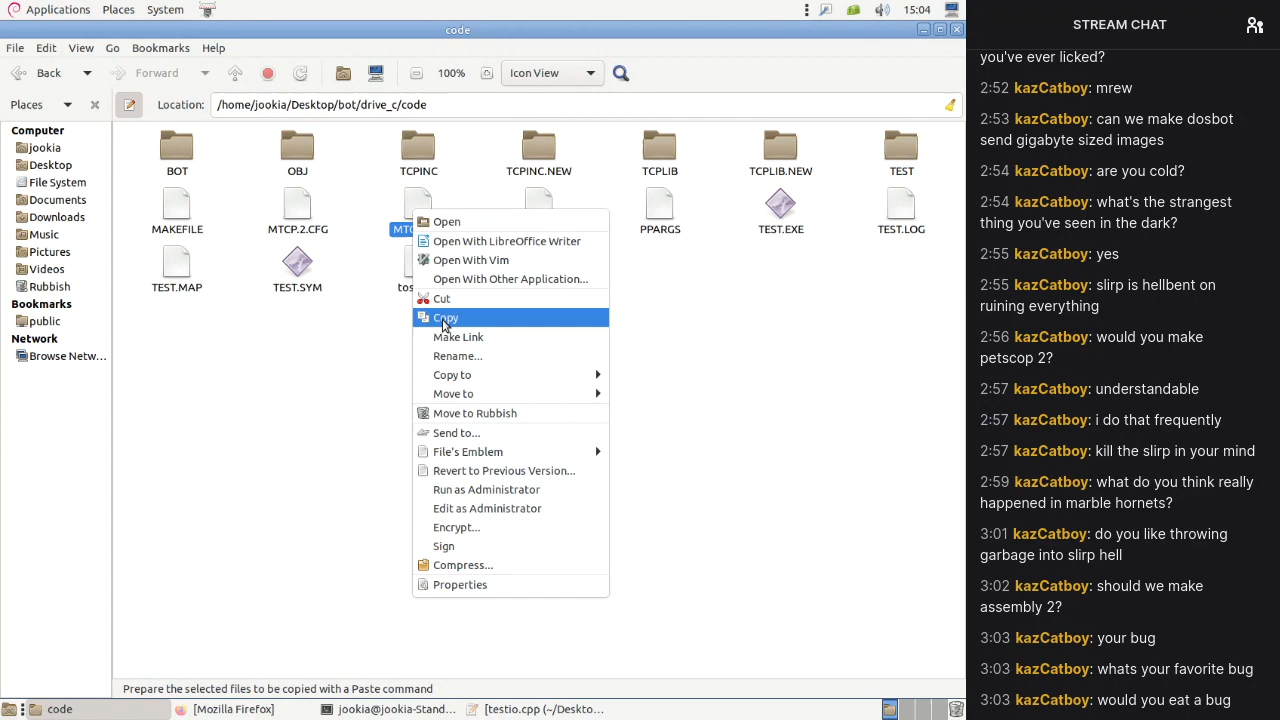 Applications Places System 15:04
code
File Edit View Go Bookmarks Help
Back Forward 100% Icon View
Places Location: /home/jookia/Desktop/bot/drive_c/code
Computer
jookia
Desktop
File System
Documents
Downloads
Music
Pictures
Videos
Rubbish
Bookmarks
public
Network
Browse Netw...
BOT OBJ TCPINC TCPINC.NEW TCPLIB TCPLIB.NEW TEST
MAKEFILE MTCP.2.CFG PPARGS TEST.EXE TEST.LOG
TEST.MAP TEST.SYM
Open
Open With LibreOffice Writer
Open With Vim
Open With Other Application...
Cut
Copy
Make Link
Rename...
Copy to
Move to
Move to Rubbish
Send to...
File's Emblem
Revert to Previous Version...
Run as Administrator
Edit as Administrator
Encrypt...
Sign
Compress...
Properties
Prepare the selected files to be copied with a Paste command
code [Mozilla Firefox] jookia@jookia-Stand... [testio.cpp (~/Deskto...
STREAM CHAT
you've ever licked?
2:52 kazCatboy: mrew
2:53 kazCatboy: can we make dosbot
send gigabyte sized images
2:54 kazCatboy: are you cold?
2:54 kazCatboy: what's the strangest
thing you've seen in the dark?
2:55 kazCatboy: yes
2:55 kazCatboy: slirp is hellbent on
ruining everything
2:56 kazCatboy: would you make
petscop 2?
2:57 kazCatboy: understandable
2:57 kazCatboy: i do that frequently
2:57 kazCatboy: kill the slirp in your mind
2:59 kazCatboy: what do you think really
happened in marble hornets?
3:01 kazCatboy: do you like throwing
garbage into slirp hell
3:02 kazCatboy: should we make
assembly 2?
3:03 kazCatboy: your bug
3:03 kazCatboy: whats your favorite bug
3:03 kazCatboy: would you eat a bug